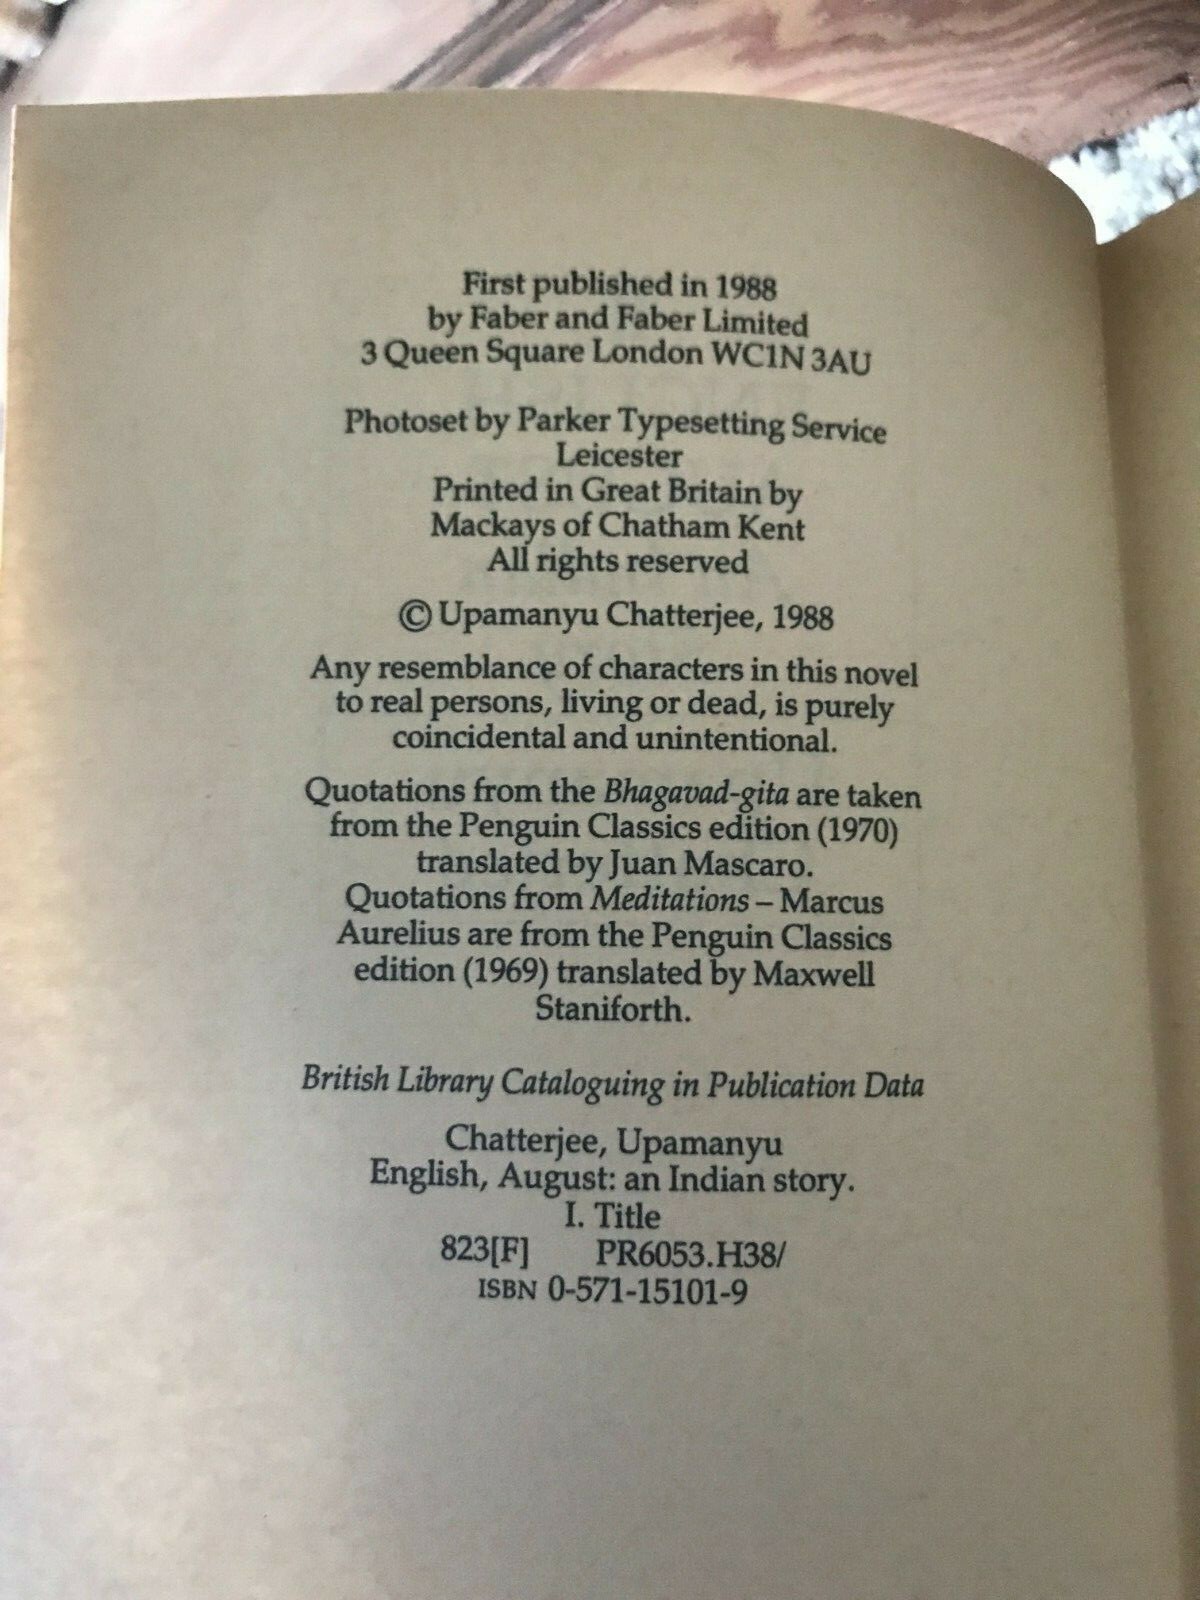 First published in 1988
by Faber and Faber Limited
3 Queen Square London WC1N 3AU
Photoset by Parker Typesetting Service
Leicester
Printed in Great Britain by
Mackays of Chatham Kent
All rights reserved
© Upamanyu Chatterjee, 1988
Any resemblance of characters in this novel
to real persons, living or dead, is purely
coincidental and unintentional.
Quotations from the Bhagavad-gita are taken
from the Penguin Classics edition (1970)
translated by Juan Mascaro.
Quotations from Meditations – Marcus
Aurelius are from the Penguin Classics
edition (1969) translated by Maxwell
Staniforth.
British Library Cataloguing in Publication Data
Chatterjee, Upamanyu
English, August: an Indian story.
I. Title
823[F] PR6053.H38/
ISBN 0-571-15101-9